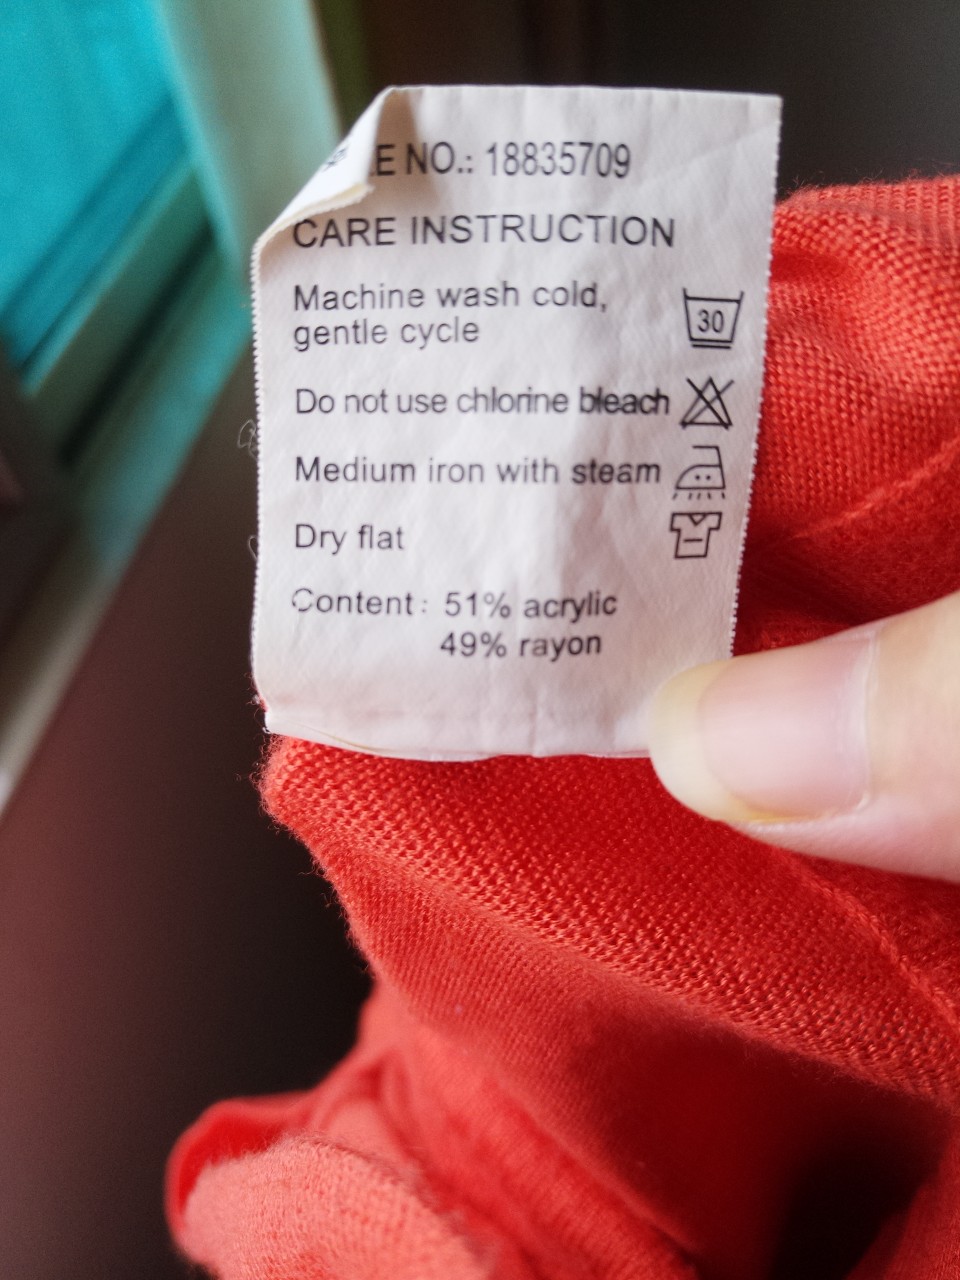 E NO.: 18835709
CARE INSTRUCTION
Machine wash cold,
gentle cycle
30
Do not use chlorine bleach
Medium iron with steam
Dry flat
Content: 51% acrylic
49% rayon